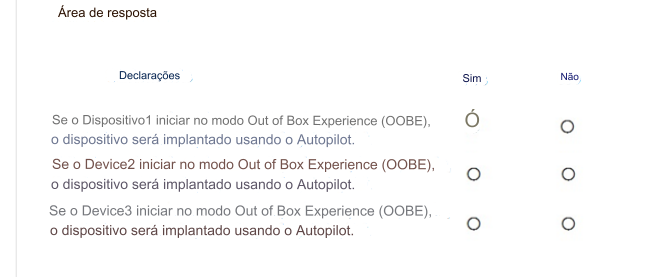 Área de resposta
Declarações Sim Não
Se o Dispositivo1 iniciar no modo Out of Box Experience (OOBE),
o dispositivo será implantado usando o Autopilot.
Se o Device2 iniciar no modo Out of Box Experience (OOBE),
o dispositivo será implantado usando o Autopilot.
Se o Device3 iniciar no modo Out of Box Experience (OOBE),
o dispositivo será implantado usando o Autopilot.